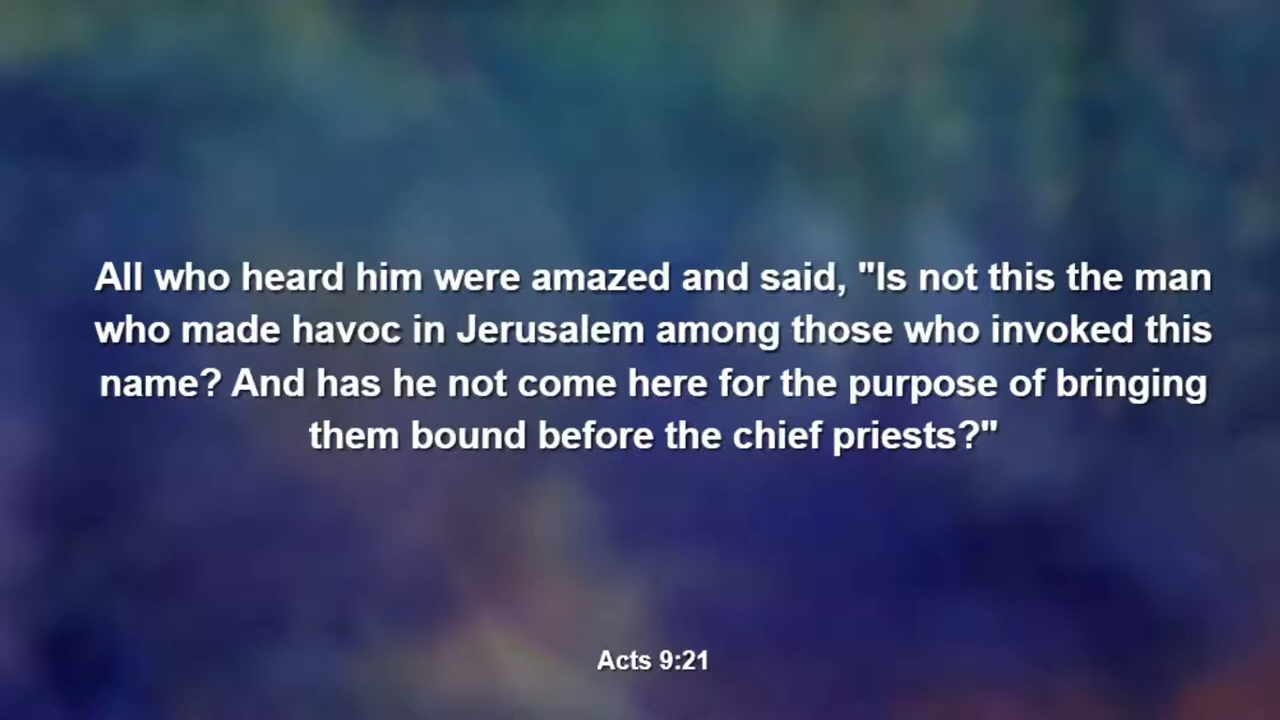 All who heard him were amazed and said, "Is not this the man
who made havoc in Jerusalem among those who invoked this
name? And has he not come here for the purpose of bringing
them bound before the chief priests?"
Acts 9:21